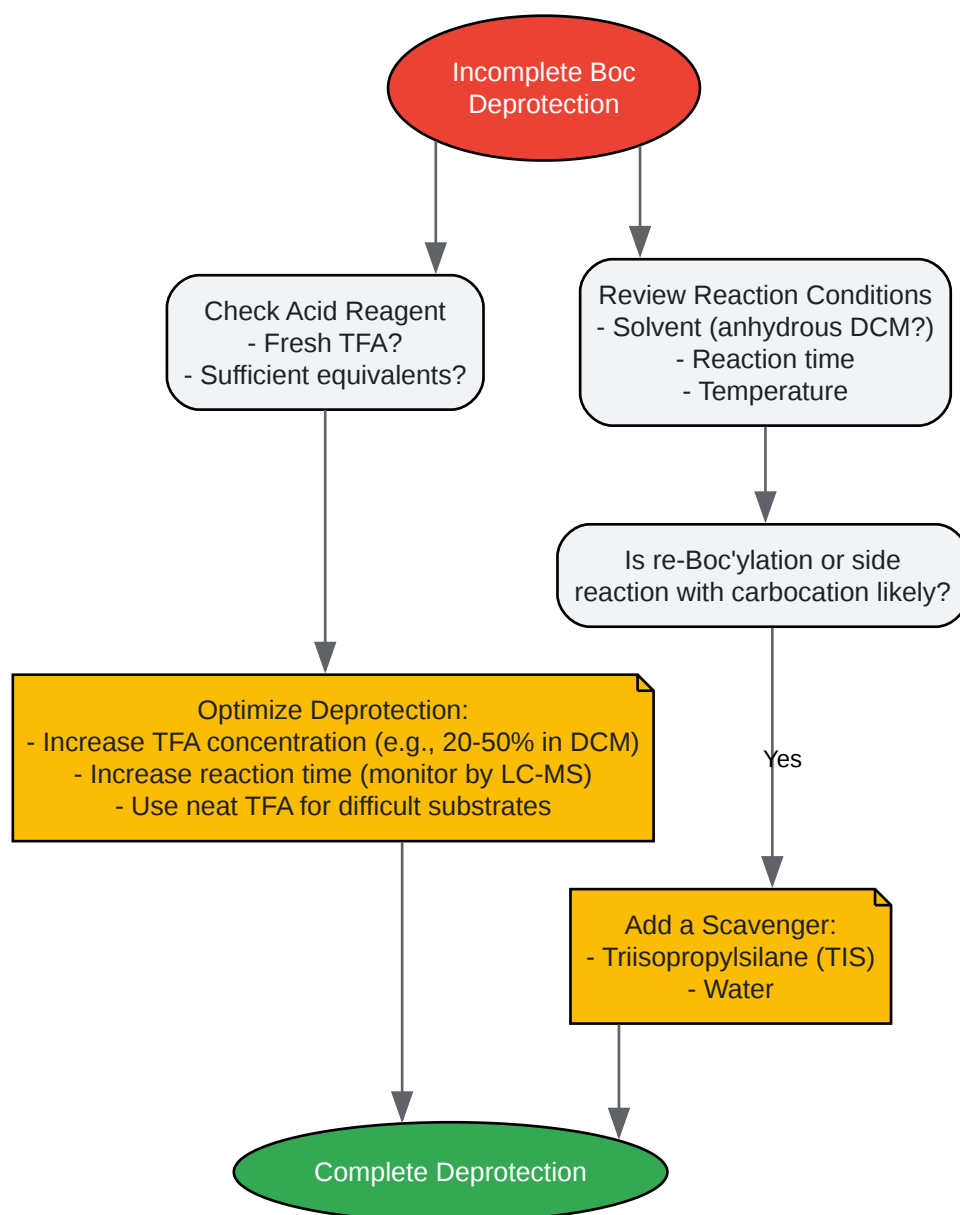 Incomplete Boc
Deprotection
Check Acid Reagent
- Fresh TFA?
- Sufficient equivalents?
Review Reaction Conditions
- Solvent (anhydrous DCM?)
- Reaction time
- Temperature
Is re-Boc'ylation or side
reaction with carbocation likely?
Optimize Deprotection:
- Increase TFA concentration (e.g., 20-50% in DCM)
- Increase reaction time (monitor by LC-MS)
- Use neat TFA for difficult substrates
Yes
Add a Scavenger:
- Triisopropylsilane (TIS)
- Water
Complete Deprotection